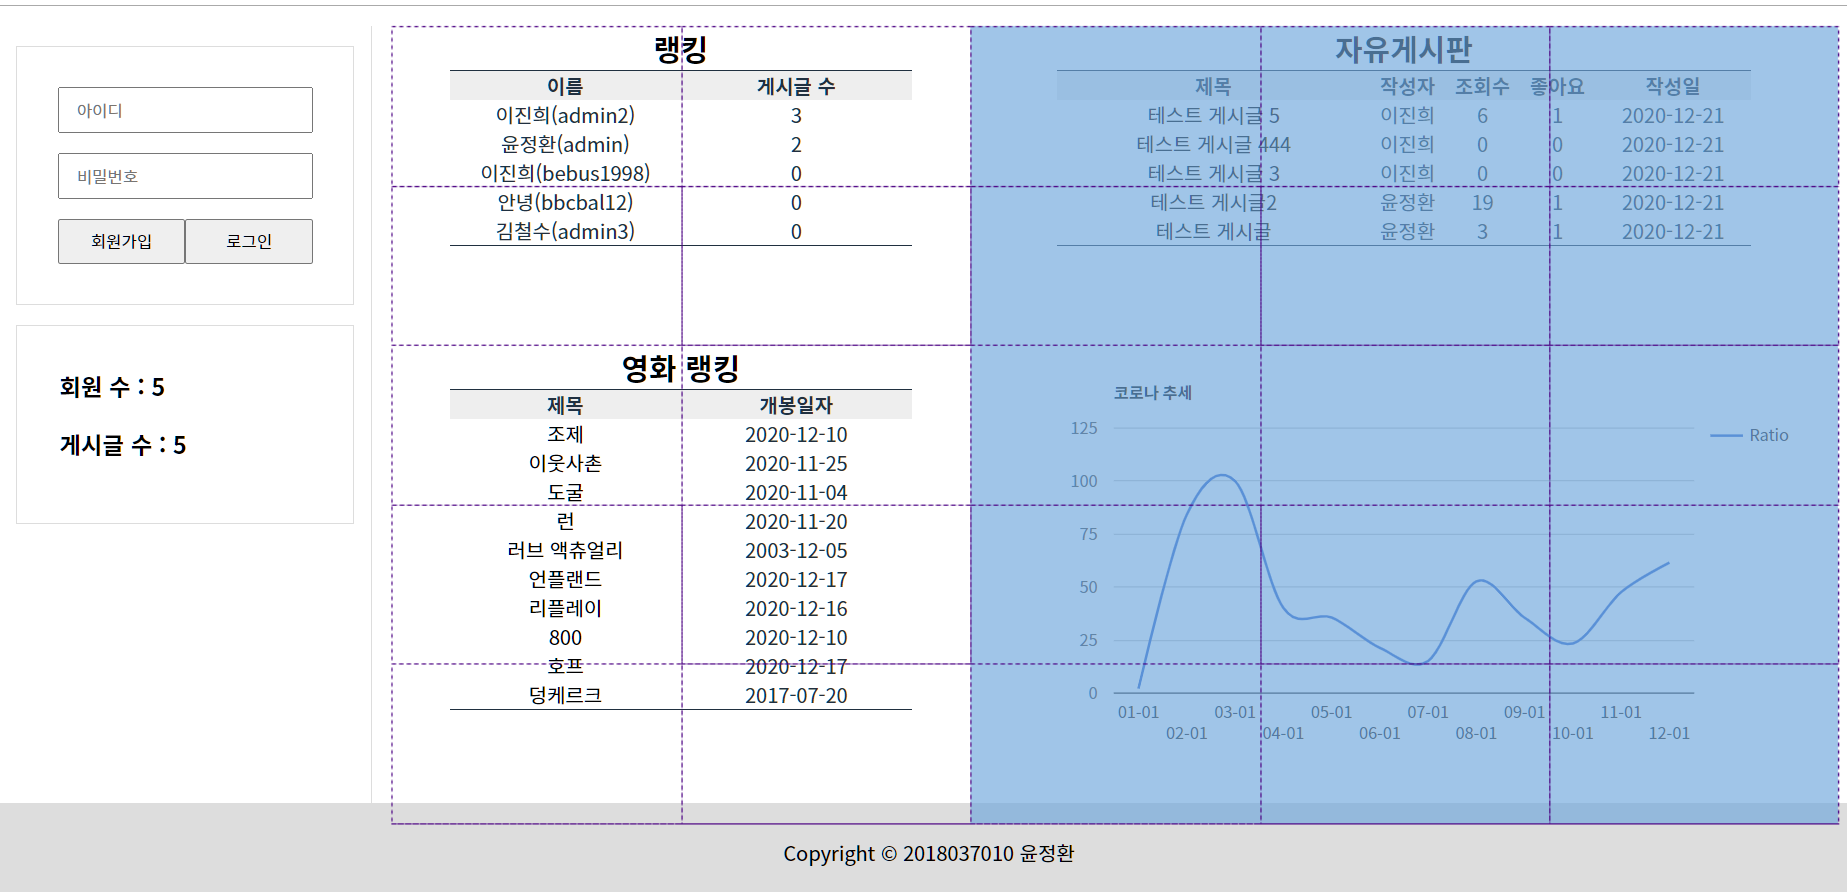 아이디
비밀번호
회원가입 로그인
회원 수 : 5
게시글 수 : 5
랭킹
이름 게시글 수
이진희(admin2) 3
윤정환(admin) 2
이진희(bebus1998) 0
안녕(bbcbal12) 0
김철수(admin3) 0
자유게시판
제목 작성자 조회수 좋아요 작성일
테스트 게시글 5 이진희 6 1 2020-12-21
테스트 게시글 444 이진희 0 0 2020-12-21
테스트 게시글 3 이진희 0 0 2020-12-21
테스트 게시글2 윤정환 19 1 2020-12-21
테스트 게시글 윤정환 3 1 2020-12-21
영화 랭킹
제목 개봉일자
조제 2020-12-10
이웃사촌 2020-11-25
도굴 2020-11-04
런 2020-11-20
러브 액츄얼리 2003-12-05
언플랜드 2020-12-17
리플레이 2020-12-16
800 2020-12-10
호프 2020-12-17
덩케르크 2017-07-20
코로나 추세
Ratio
125
100
75
50
25
0
01-01 03-01 05-01 07-01 09-01 11-01
02-01 04-01 06-01 08-01 10-01 12-01
Copyright © 2018037010 윤정환